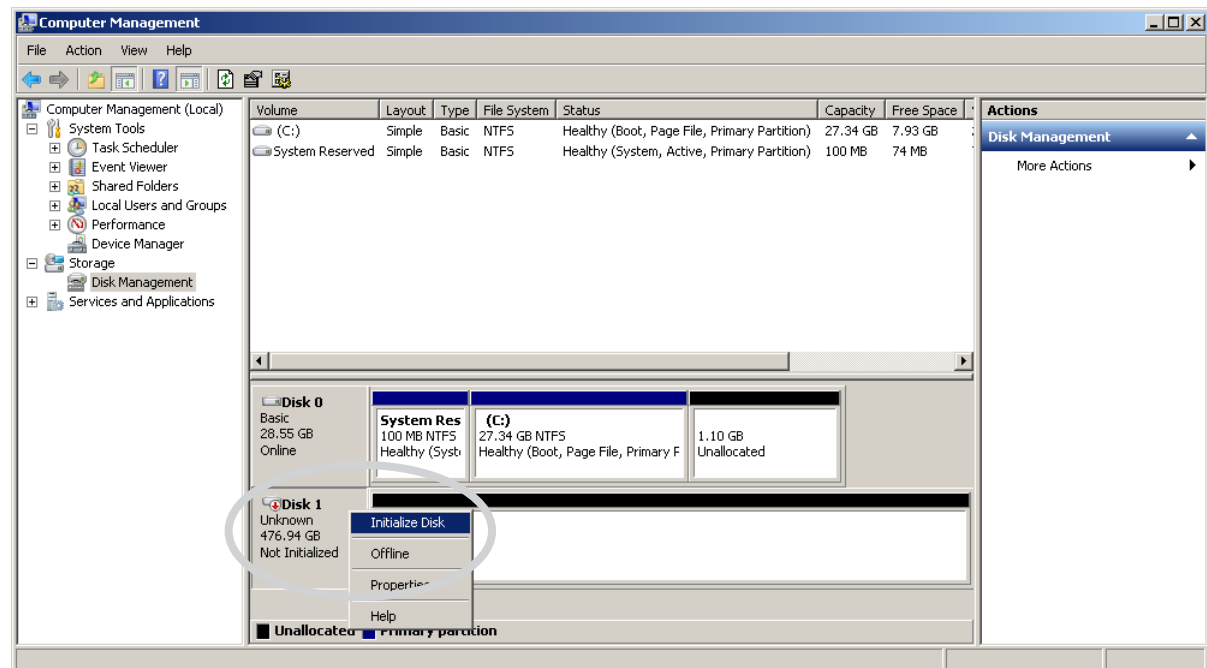 Computer Management
File Action View Help
Computer Management (Local)
System Tools
Task Scheduler
Event Viewer
Shared Folders
Local Users and Groups
Performance
Device Manager
Storage
Disk Management
Services and Applications
Volume Layout Type File System Status Capacity Free Space
(C:) Simple Basic NTFS Healthy (Boot, Page File, Primary Partition) 27.34 GB 7.93 GB
System Reserved Simple Basic NTFS Healthy (System, Active, Primary Partition) 100 MB 74 MB
Disk 0
Basic
28.55 GB
Online
System Res
100 MB NTFS
Healthy (Syst
(C:)
27.34 GB NTFS
Healthy (Boot, Page File, Primary F
1.10 GB
Unallocated
Disk 1
Unknown
476.94 GB
Not Initialized
Initialize Disk
Offline
Properties
Help
Unallocated Primary partition
Actions
Disk Management
More Actions